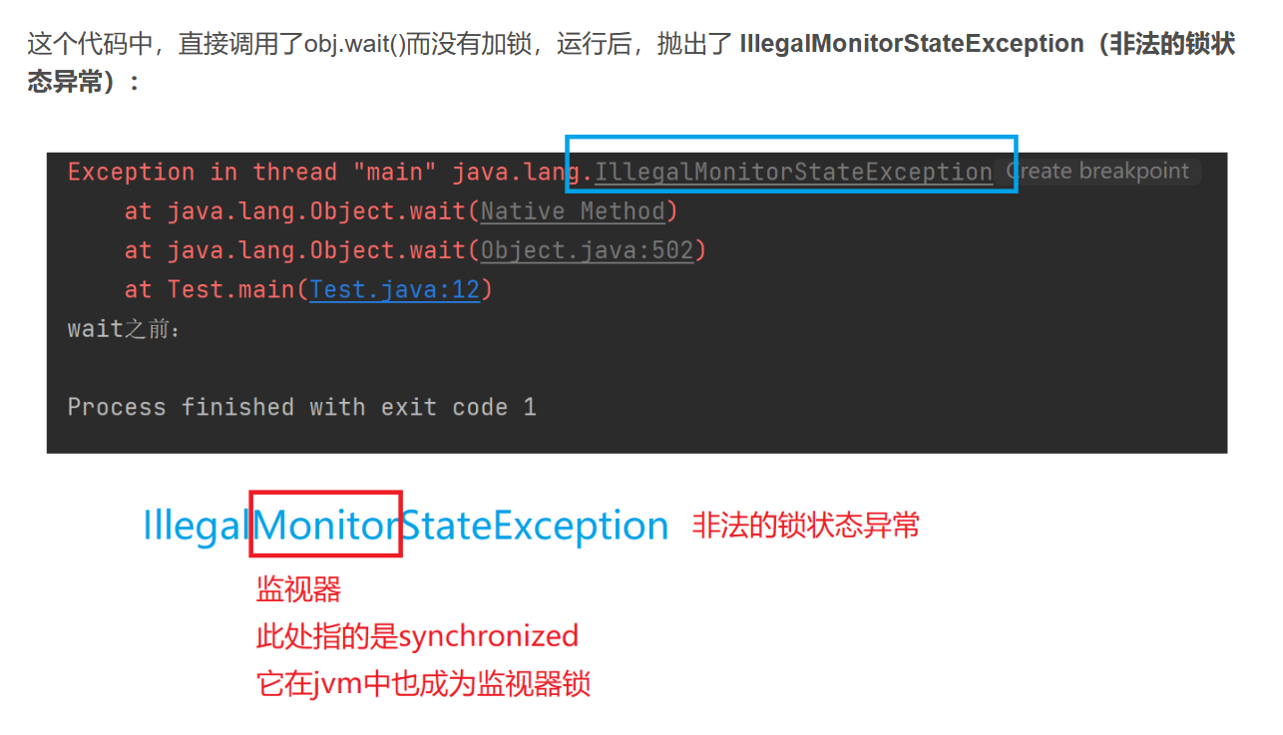 这个代码中，直接调用了obj.wait()而没有加锁，运行后，抛出了 IllegalMonitorStateException（非法的锁状
态异常）：
Exception in thread "main" java.lang.IllegalMonitorStateException Create breakpoint
at java.lang.Object.wait(Native Method)
at java.lang.Object.wait(Object.java:502)
at Test.main(Test.java:12)
wait之前：
Process finished with exit code 1
IllegalMonitorStateException 非法的锁状态异常
监视器
此处指的是synchronized
它在jvm中也成为监视器锁